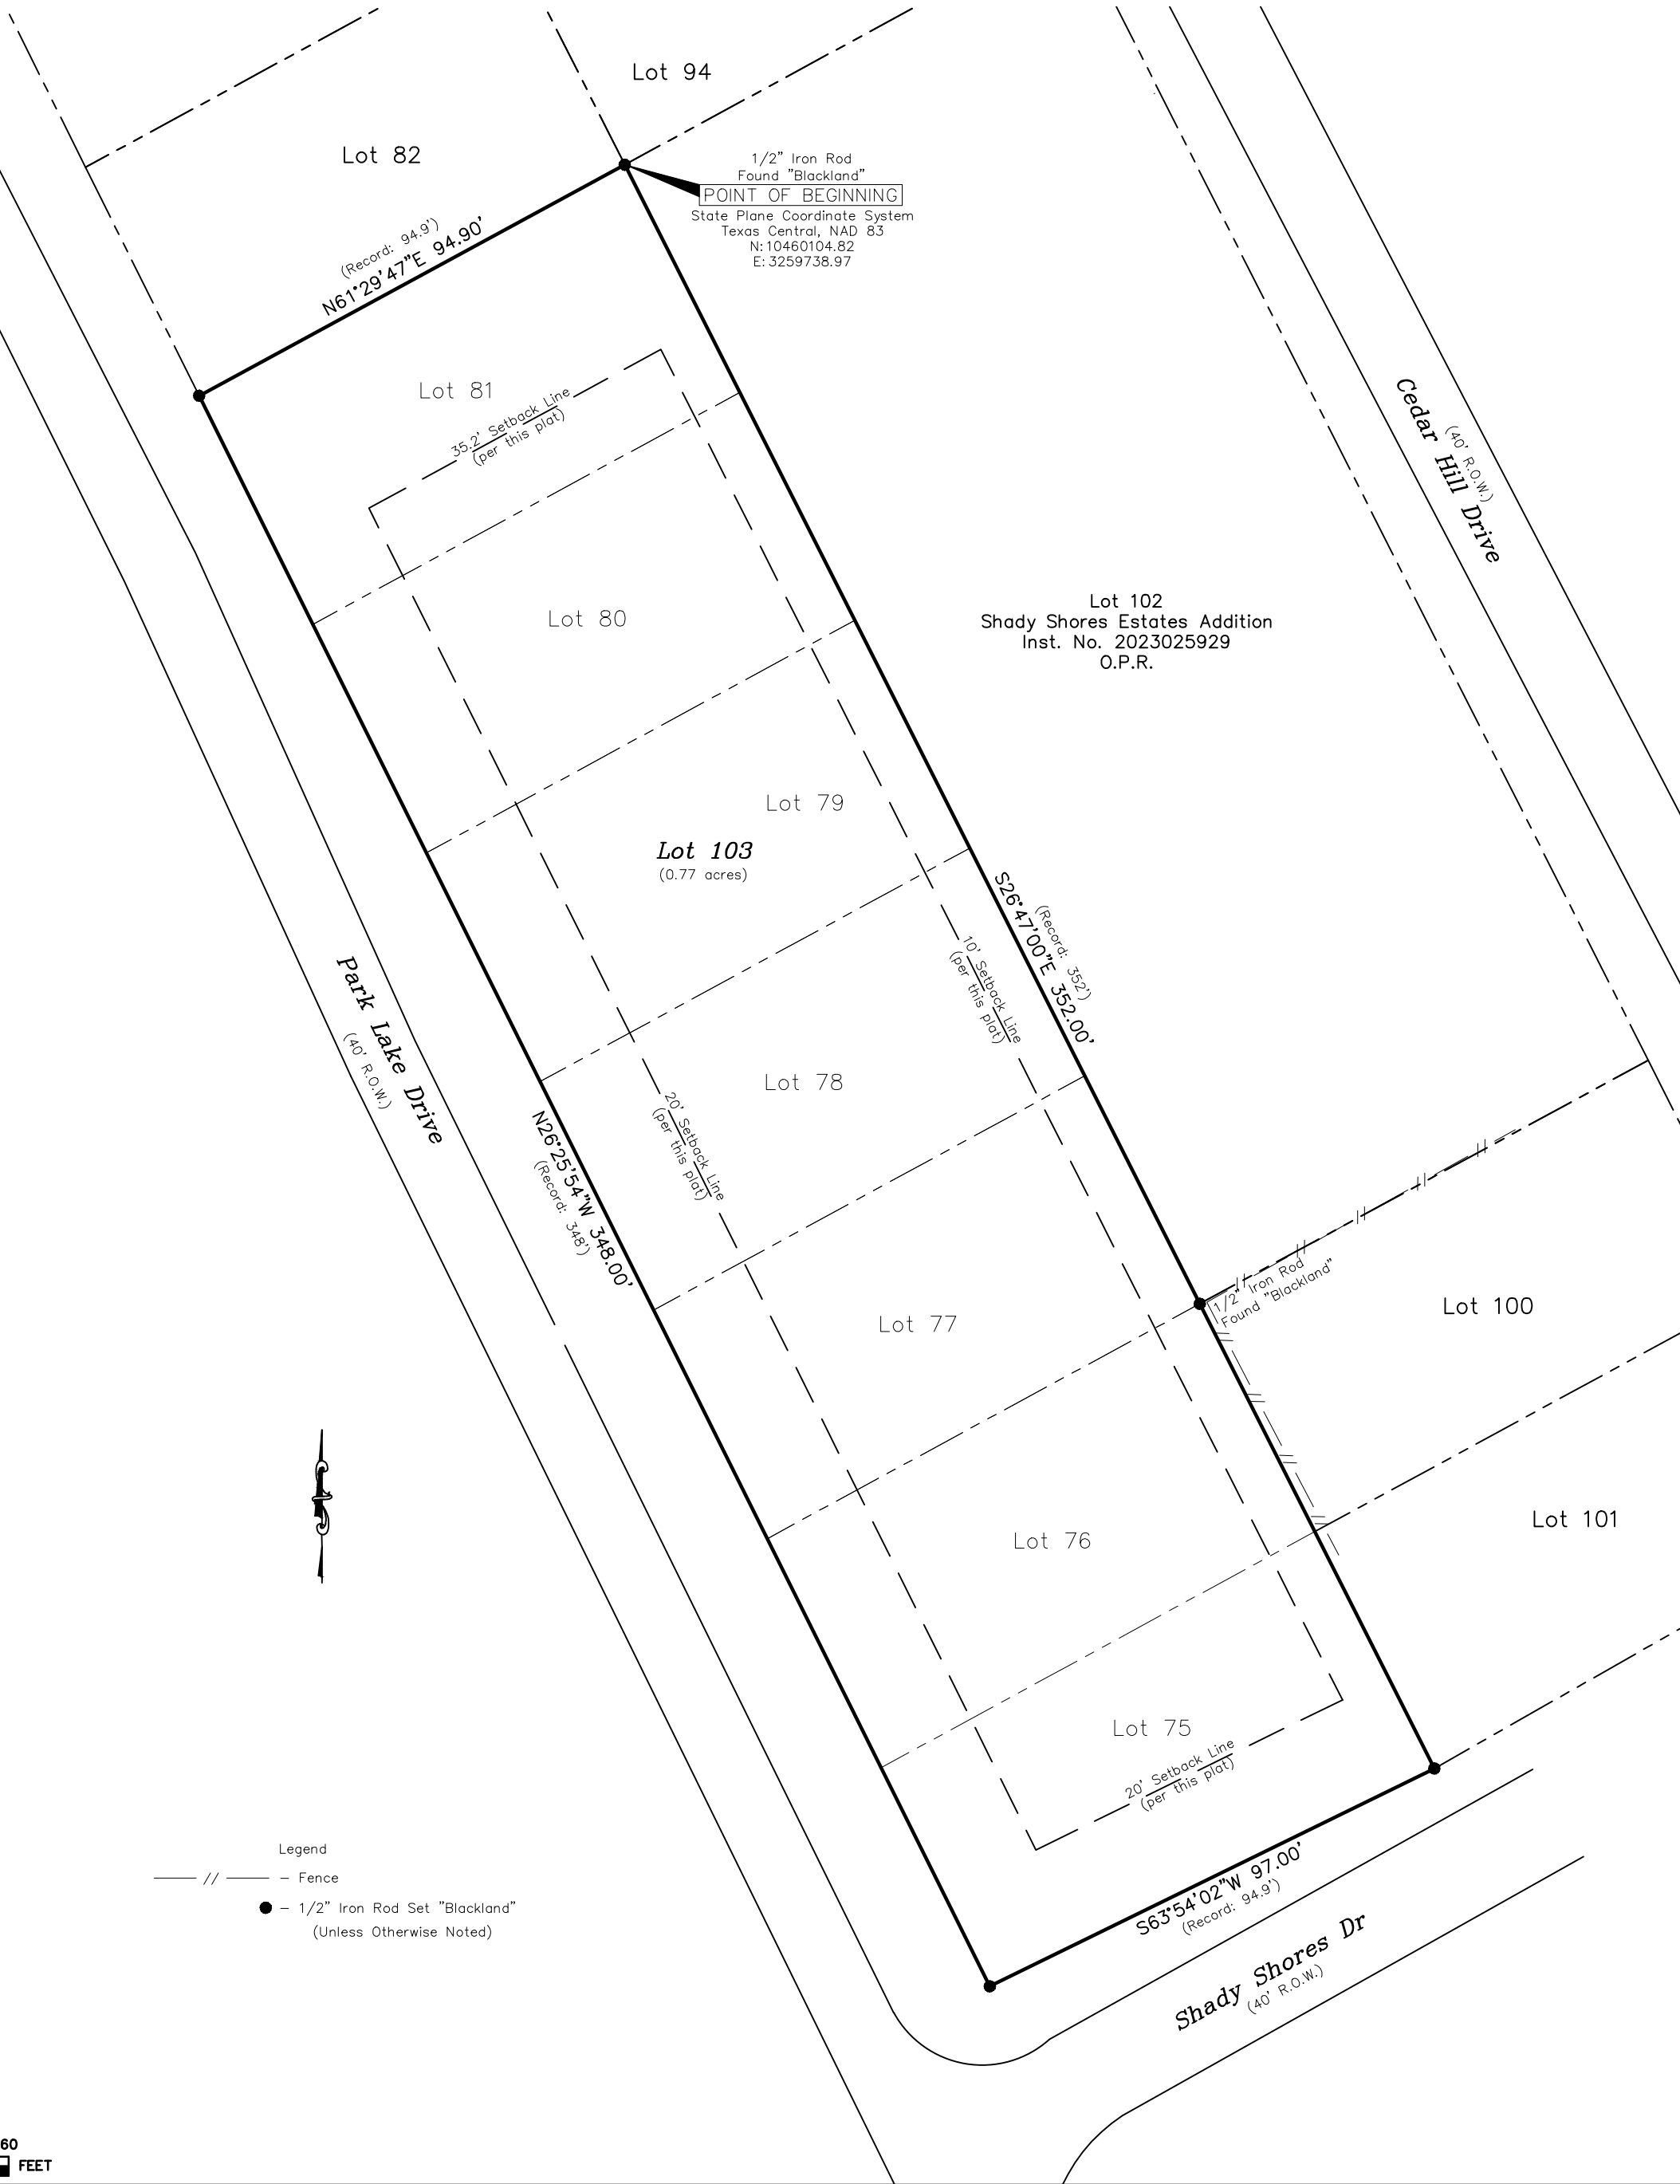 Lot 94
Lot 82
1/2" Iron Rod
Found "Blackland"
POINT OF BEGINNING
State Plane Coordinate System
Texas Central, NAD 83
N: 10460104.82
E: 3259738.97
(Record: 94.9')
N61°29'47"E 94.90'
Lot 81
35.2' Setback Line
(per this plat)
Cedar Hill Drive
(40' R.O.W.)
Lot 80
Lot 102
Shady Shores Estates Addition
Inst. No. 2023025929
O.P.R.
Lot 79
Lot 103
(0.77 acres)
(Record: 352')
S26°47'00"E 352.00'
10' Setback Line
(per this plat)
Park Lake Drive
(40' R.O.W.)
Lot 78
20' Setback Line
(per this plat)
N26°25'54"W 348.00'
(Record: 348')
1/2" Iron Rod
Found "Blackland"
Lot 100
Lot 77
Lot 101
Lot 76
Lot 75
20' Setback Line
(per this plat)
Legend
// – Fence
– 1/2" Iron Rod Set "Blackland"
(Unless Otherwise Noted)
S63°54'02"W 97.00'
(Record: 94.9')
Shady Shores Dr
(40' R.O.W.)
60
FEET